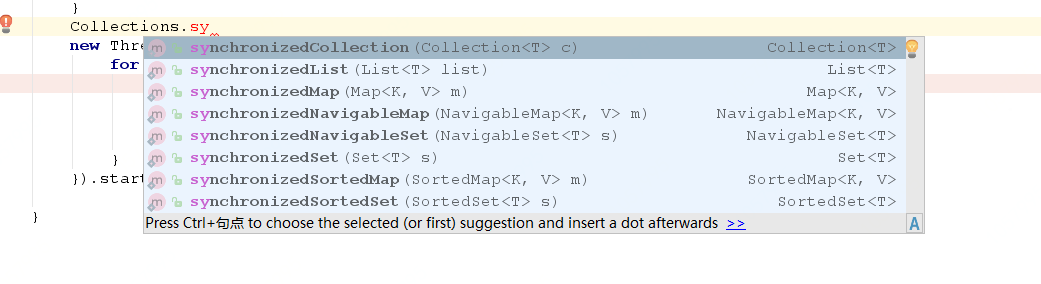 }
Collections.sy
new Thre
for
}
}).start
}
synchronizedCollection(Collection<T> c) Collection<T>
synchronizedList(List<T> list) List<T>
synchronizedMap(Map<K, V> m) Map<K, V>
synchronizedNavigableMap(NavigableMap<K, V> m) NavigableMap<K, V>
synchronizedNavigableSet(NavigableSet<T> s) NavigableSet<T>
synchronizedSet(Set<T> s) Set<T>
synchronizedSortedMap(SortedMap<K, V> m) SortedMap<K, V>
synchronizedSortedSet(SortedSet<T> s) SortedSet<T>
Press Ctrl+句点 to choose the selected (or first) suggestion and insert a dot afterwards >>